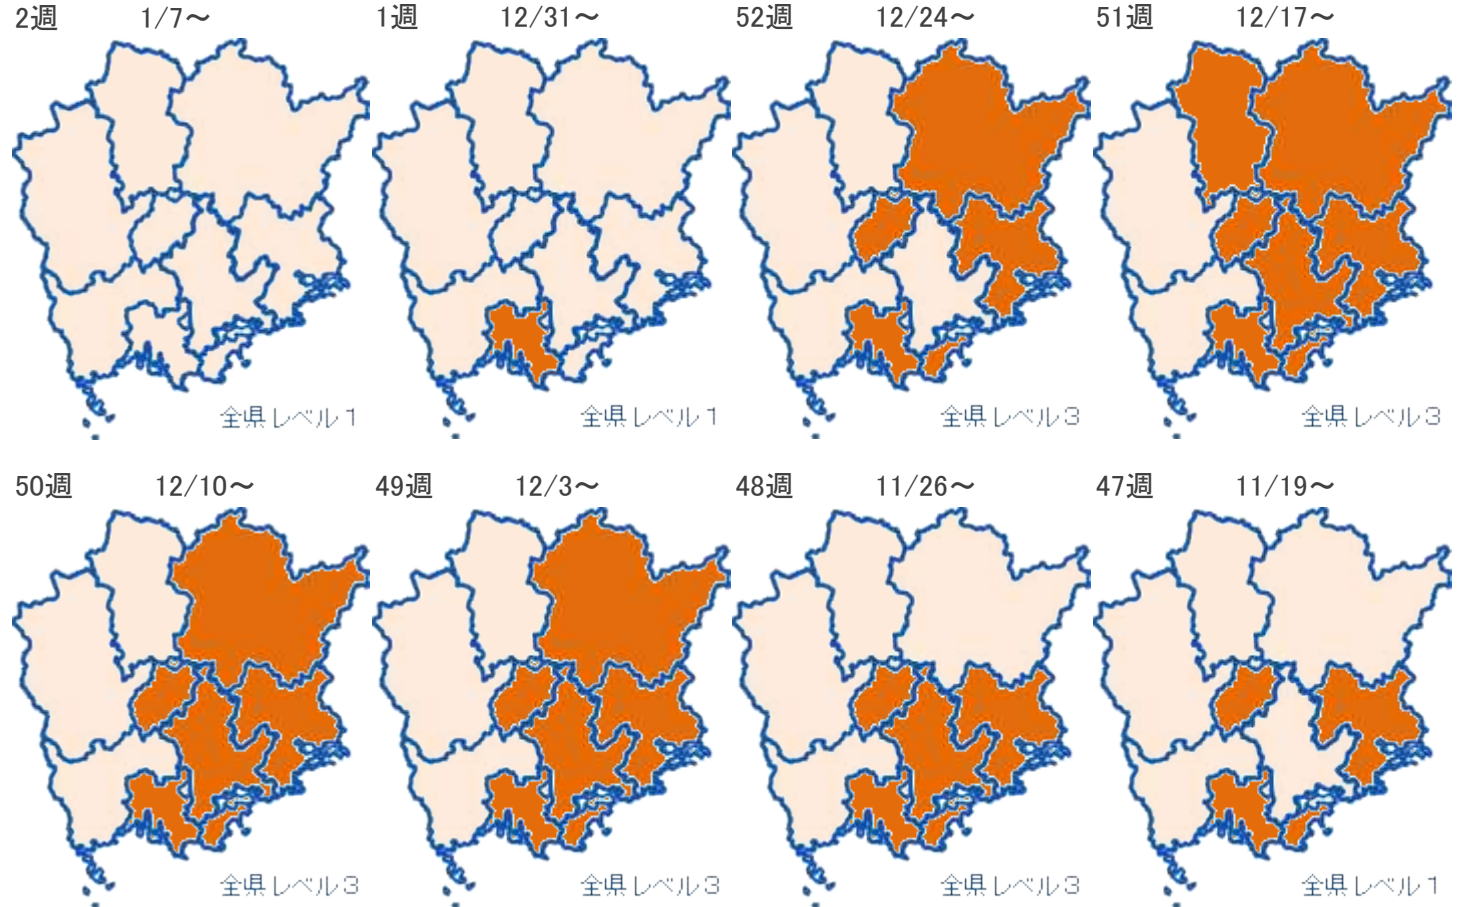 2週 1/7～
1週 12/31～
52週 12/24～
51週 12/17～
全県レベル1
全県レベル1
全県レベル3
全県レベル3
50週 12/10～
49週 12/3～
48週 11/26～
47週 11/19～
全県レベル3
全県レベル3
全県レベル3
全県レベル1